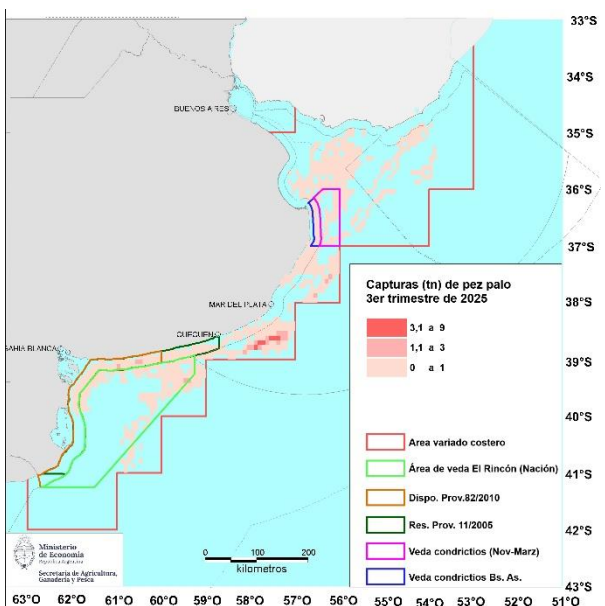 33°S
34°S
BUENOS AIRES
35°S
36°S
37°S
MAR DEL PLATA
38°S
QUEQUEN
BAHIA BLANCA
39°S
40°S
41°S
42°S
43°S
Capturas (tn) de pez palo
3er trimestre de 2025
3,1 a 9
1,1 a 3
0 a 1
Area variado costero
Área de veda El Rincón (Nación)
Dispo. Prov.82/2010
Res. Prov. 11/2005
Veda condrictios (Nov-Marz)
Veda condrictios Bs. As.
Ministerio
de Economía
República Argentina
Secretaría de Agricultura,
Ganadería y Pesca
0 100 200
kilometros
63°O 62°O 61°O 60°O 59°O 58°O 57°O 56°O 55°O 54°O 53°O 52°O 51°O